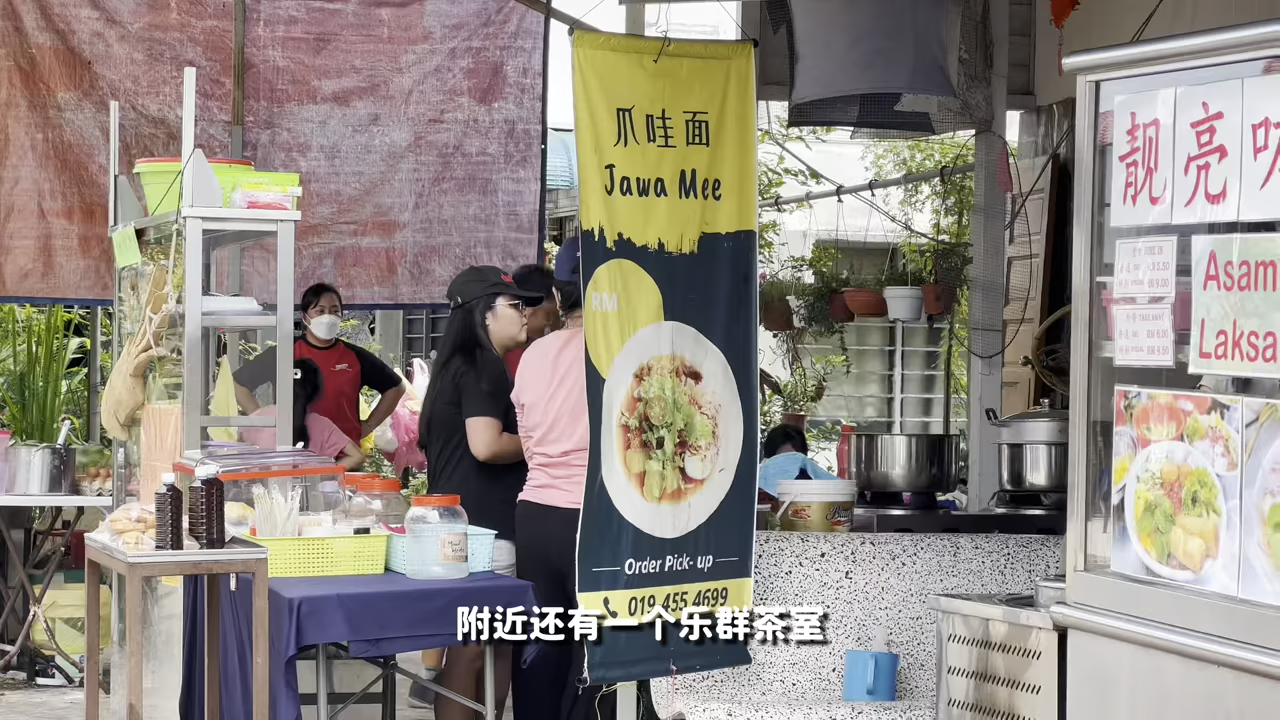 爪哇面
Jawa Mee
RM
Order Pick-up
019-455 4699
附近还有一个乐群茶室
靓亮
Asam
Laksa